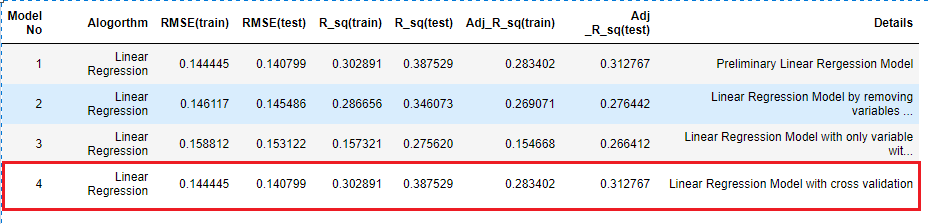 Model No Alogorthm RMSE(train) RMSE(test) R_sq(train) R_sq(test) Adj_R_sq(train) Adj _R_sq(test) Details
1 Linear Regression 0.144445 0.140799 0.302891 0.387529 0.283402 0.312767 Preliminary Linear Rergession Model
2 Linear Regression 0.146117 0.145486 0.286656 0.346073 0.269071 0.276442 Linear Regression Model by removing variables ...
3 Linear Regression 0.158812 0.153122 0.157321 0.275620 0.154668 0.266412 Linear Regression Model with only variable wit...
4 Linear Regression 0.144445 0.140799 0.302891 0.387529 0.283402 0.312767 Linear Regression Model with cross validation